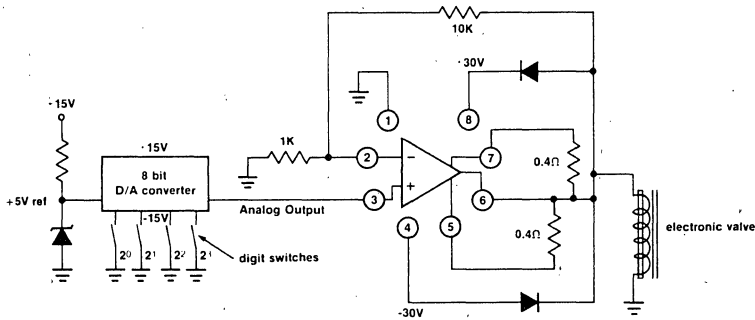 10K
·30V
- 15V
1
8
1K
· 15V
8 bit
D/A converter
2
−
7
0.4Ω
+5V ref
-15V
Analog Output
3
+
6
4
5
0.4Ω
electronic valve
2⁰ 2¹ 2²
digit switches
-30V